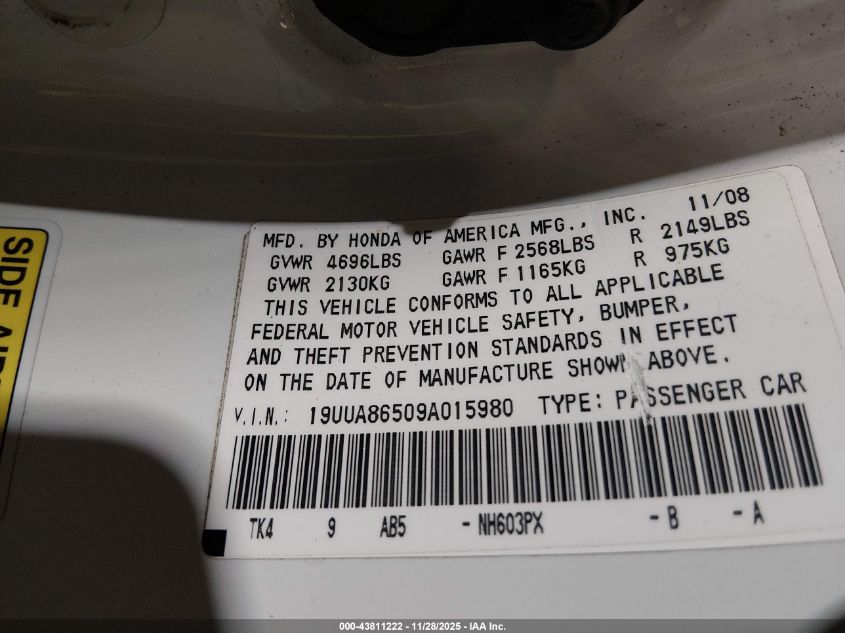 MFD. BY HONDA OF AMERICA MFG., INC. 11/08
GVWR 4696LBS GAWR F 2568LBS R 2149LBS
GVWR 2130KG GAWR F 1165KG R 975KG
THIS VEHICLE CONFORMS TO ALL APPLICABLE
FEDERAL MOTOR VEHICLE SAFETY, BUMPER,
AND THEFT PREVENTION STANDARDS IN EFFECT
ON THE DATE OF MANUFACTURE SHOWN ABOVE.
V.I.N.: 19UUA86509A015980 TYPE: PASSENGER CAR
TK4 9 AB5 -NH603PX -B -A
SIDE
000-43811222 - 11/28/2025 - IAA Inc.